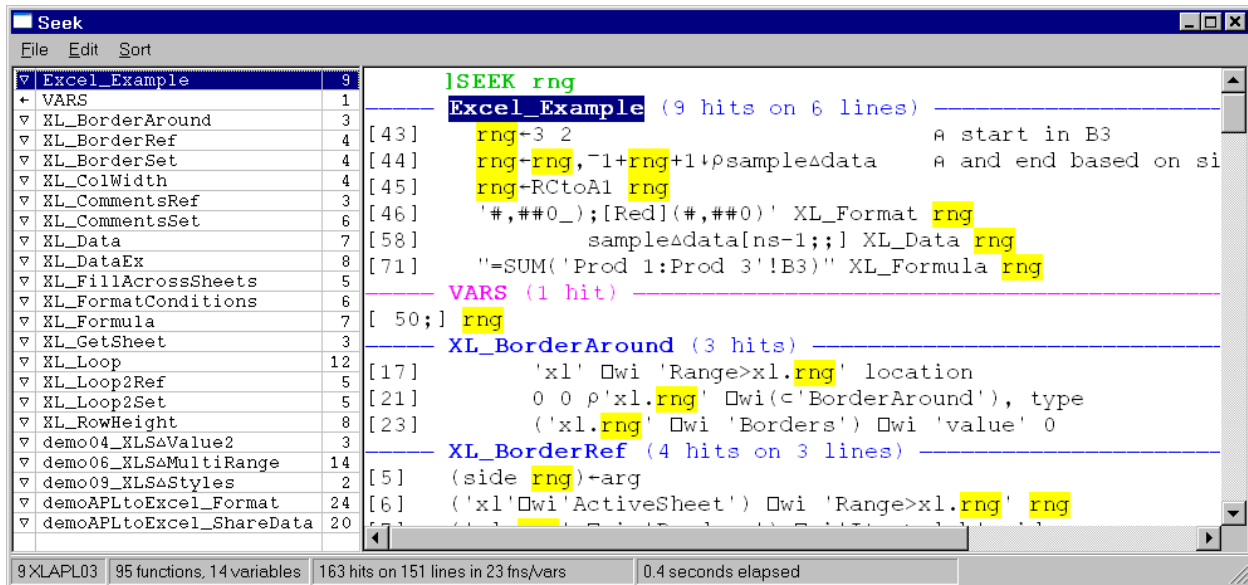 Seek
File Edit Sort
∇ Excel_Example 9
← VARS 1
∇ XL_BorderAround 3
∇ XL_BorderRef 4
∇ XL_BorderSet 4
∇ XL_ColWidth 4
∇ XL_CommentsRef 3
∇ XL_CommentsSet 6
∇ XL_Data 7
∇ XL_DataEx 8
∇ XL_FillAcrossSheets 5
∇ XL_FormatConditions 6
∇ XL_Formula 7
∇ XL_GetSheet 3
∇ XL_Loop 12
∇ XL_Loop2Ref 5
∇ XL_Loop2Set 5
∇ XL_RowHeight 8
∇ demo04_XLS∆Value2 3
∇ demo06_XLS∆MultiRange 14
∇ demo09_XLS∆Styles 2
∇ demoAPLtoExcel_Format 24
∇ demoAPLtoExcel_ShareData 20
]SEEK rng
Excel_Example (9 hits on 6 lines)
[43] rng←3 2 ⍝ start in B3
[44] rng←rng,¯1+rng+1↓⍴sample∆data ⍝ and end based on si
[45] rng←RCtoA1 rng
[46] '#,##0_);[Red](#,##0)' XL_Format rng
[58] sample∆data[ns-1;;] XL_Data rng
[71] "=SUM('Prod 1:Prod 3'!B3)" XL_Formula rng
VARS (1 hit)
[ 50;] rng
XL_BorderAround (3 hits)
[17] 'xl' ⎕wi 'Range>xl.rng' location
[21] 0 0 ⍴'xl.rng' ⎕wi(⊂'BorderAround'), type
[23] ('xl.rng' ⎕wi 'Borders') ⎕wi 'value' 0
XL_BorderRef (4 hits on 3 lines)
[5] (side rng)←arg
[6] ('xl'⎕wi'ActiveSheet') ⎕wi 'Range>xl.rng' rng
9 XLAPL03 95 functions, 14 variables 163 hits on 151 lines in 23 fns/vars 0.4 seconds elapsed